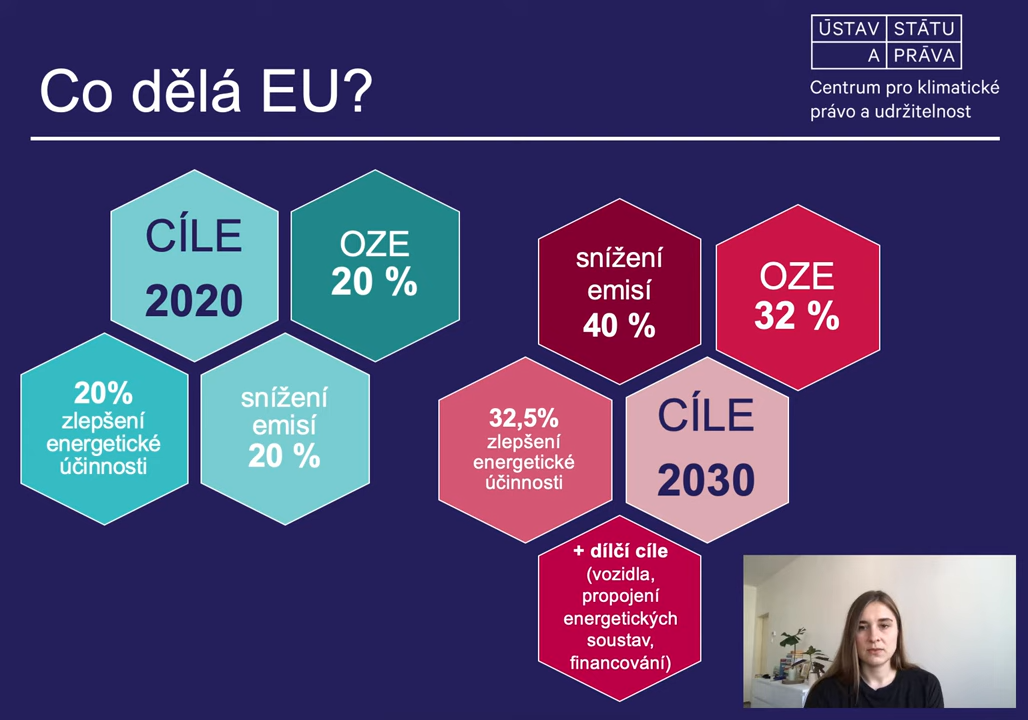 ÚSTAV STÁTU
A PRÁVA
Centrum pro klimatické
právo a udržitelnost
Co dělá EU?
CÍLE
2020
OZE
20 %
20%
zlepšení
energetické
účinnosti
snížení
emisí
20 %
snížení
emisí
40 %
OZE
32 %
32,5%
zlepšení
energetické
účinnosti
CÍLE
2030
+ dílčí cíle
(vozidla,
propojení
energetických
soustav,
financování)